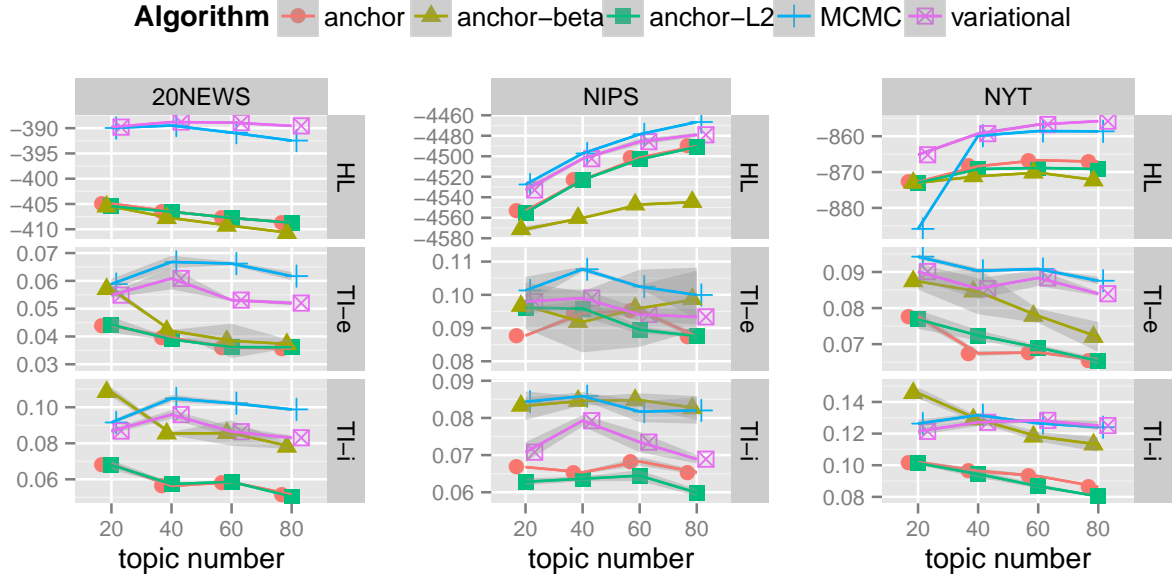 Algorithm anchor anchor-beta anchor-L2 MCMC variational
20NEWS NIPS NYT
−390
−395
−400
−405
−410
HL
−4460
−4480
−4500
−4520
−4540
−4560
−4580
HL
−860
−870
−880
HL
0.07
0.06
0.05
0.04
0.03
TI−e
0.11
0.10
0.09
0.08
TI−e
0.09
0.08
0.07
TI−e
0.10
0.08
0.06
TI−i
0.09
0.08
0.07
0.06
TI−i
0.14
0.12
0.10
0.08
TI−i
20 40 60 80 20 40 60 80 20 40 60 80
topic number topic number topic number